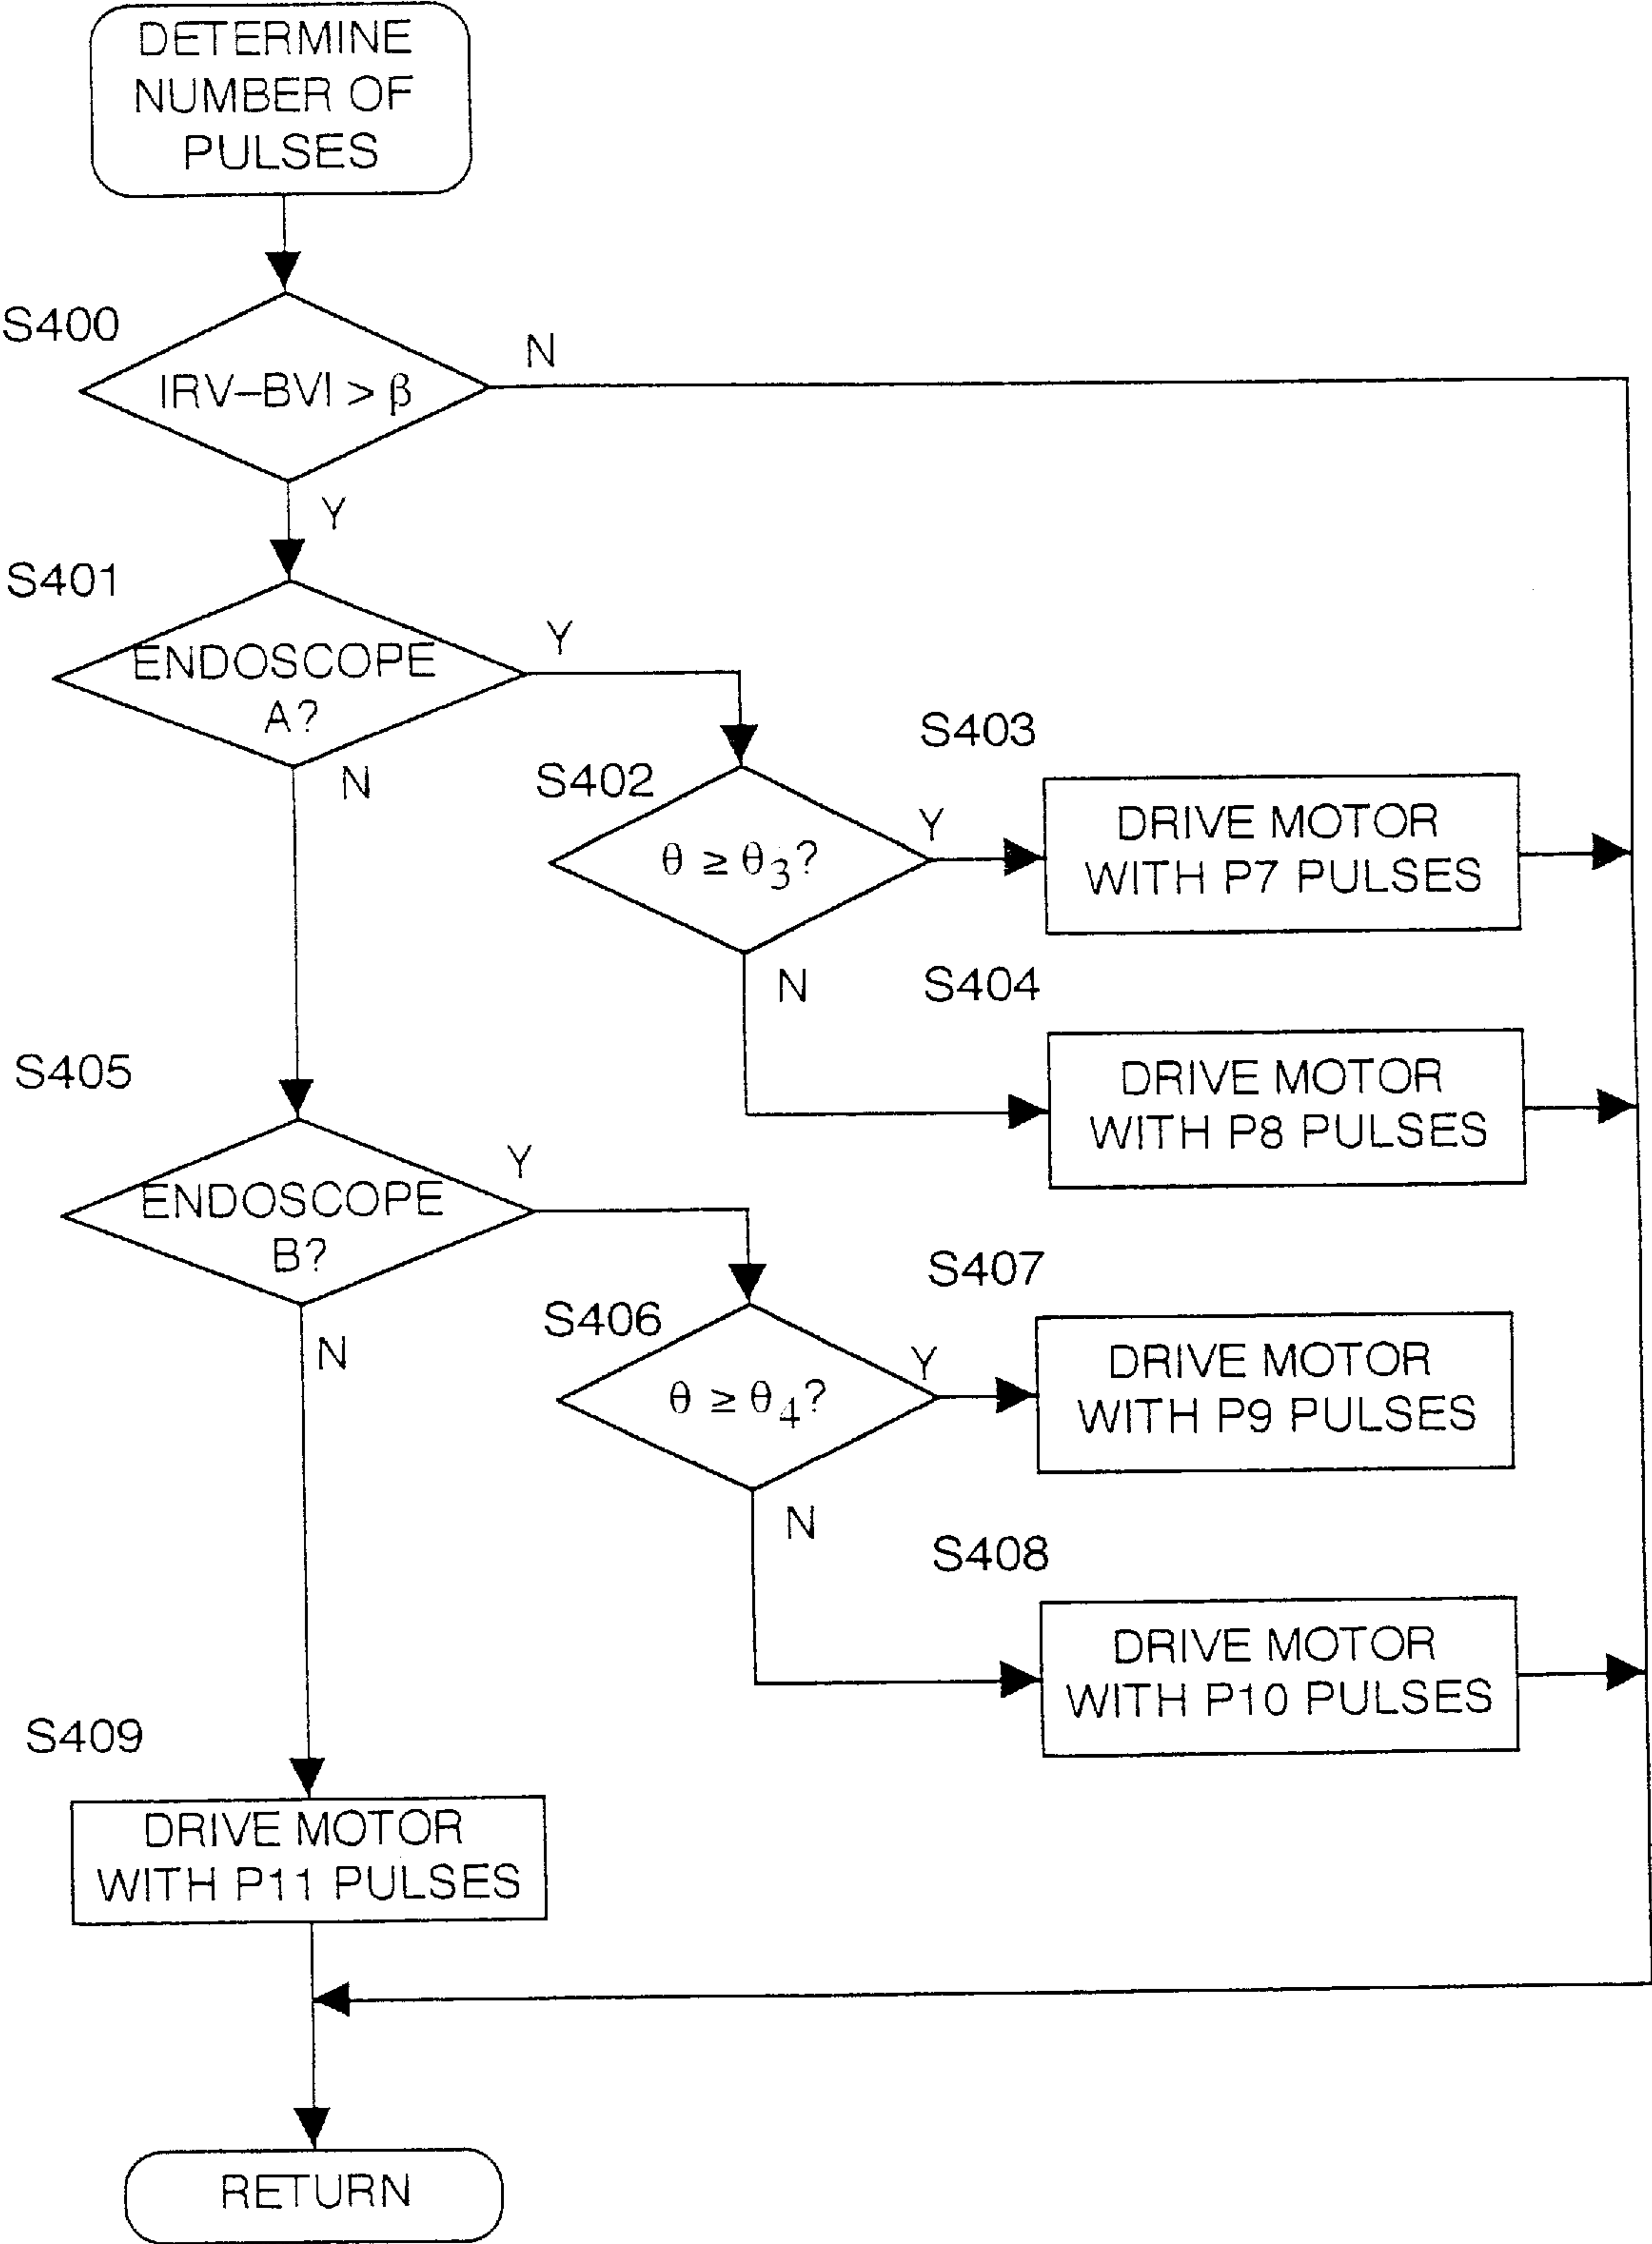 DETERMINE
NUMBER OF
PULSES
S400
IRV–BVI > β
N
Y
S401
ENDOSCOPE
A?
Y
N
S402
θ ≥ θ3?
Y
N
S403
DRIVE MOTOR
WITH P7 PULSES
S404
DRIVE MOTOR
WITH P8 PULSES
S405
ENDOSCOPE
B?
Y
N
S406
θ ≥ θ4?
Y
N
S407
DRIVE MOTOR
WITH P9 PULSES
S408
DRIVE MOTOR
WITH P10 PULSES
S409
DRIVE MOTOR
WITH P11 PULSES
RETURN